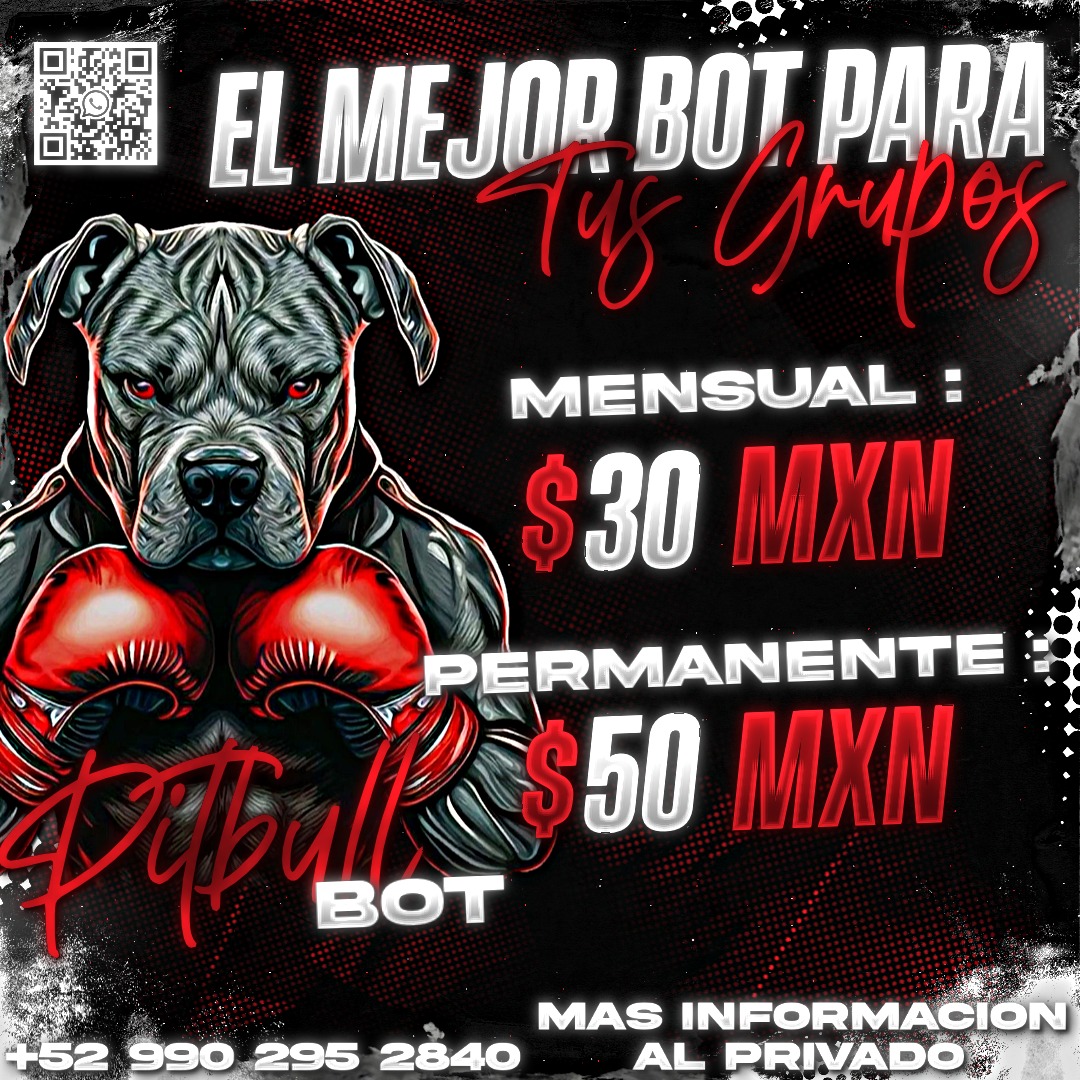 EL MEJOR BOT PARA
Tus Grupos
MENSUAL :
$30 MXN
PERMANENTE :
$50 MXN
Pitbull
BOT
+52 990 295 2840
MAS INFORMACION
AL PRIVADO